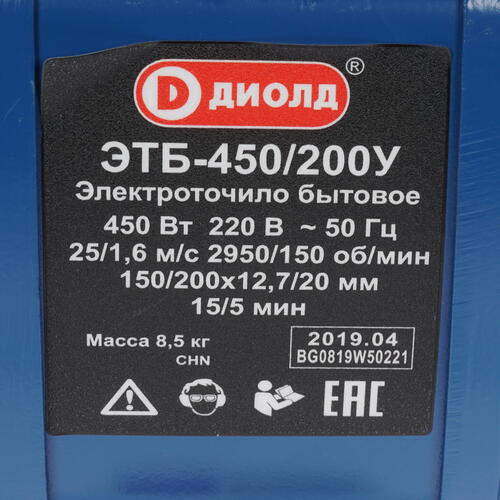 D ДИОЛД ®
ЭТБ-450/200У
Электроточило бытовое
450 Вт 220 В ~ 50 Гц
25/1,6 м/с 2950/150 об/мин
150/200х12,7/20 мм
15/5 мин
Масса 8,5 кг
CHN
2019.04
BG0819W50221
EAC